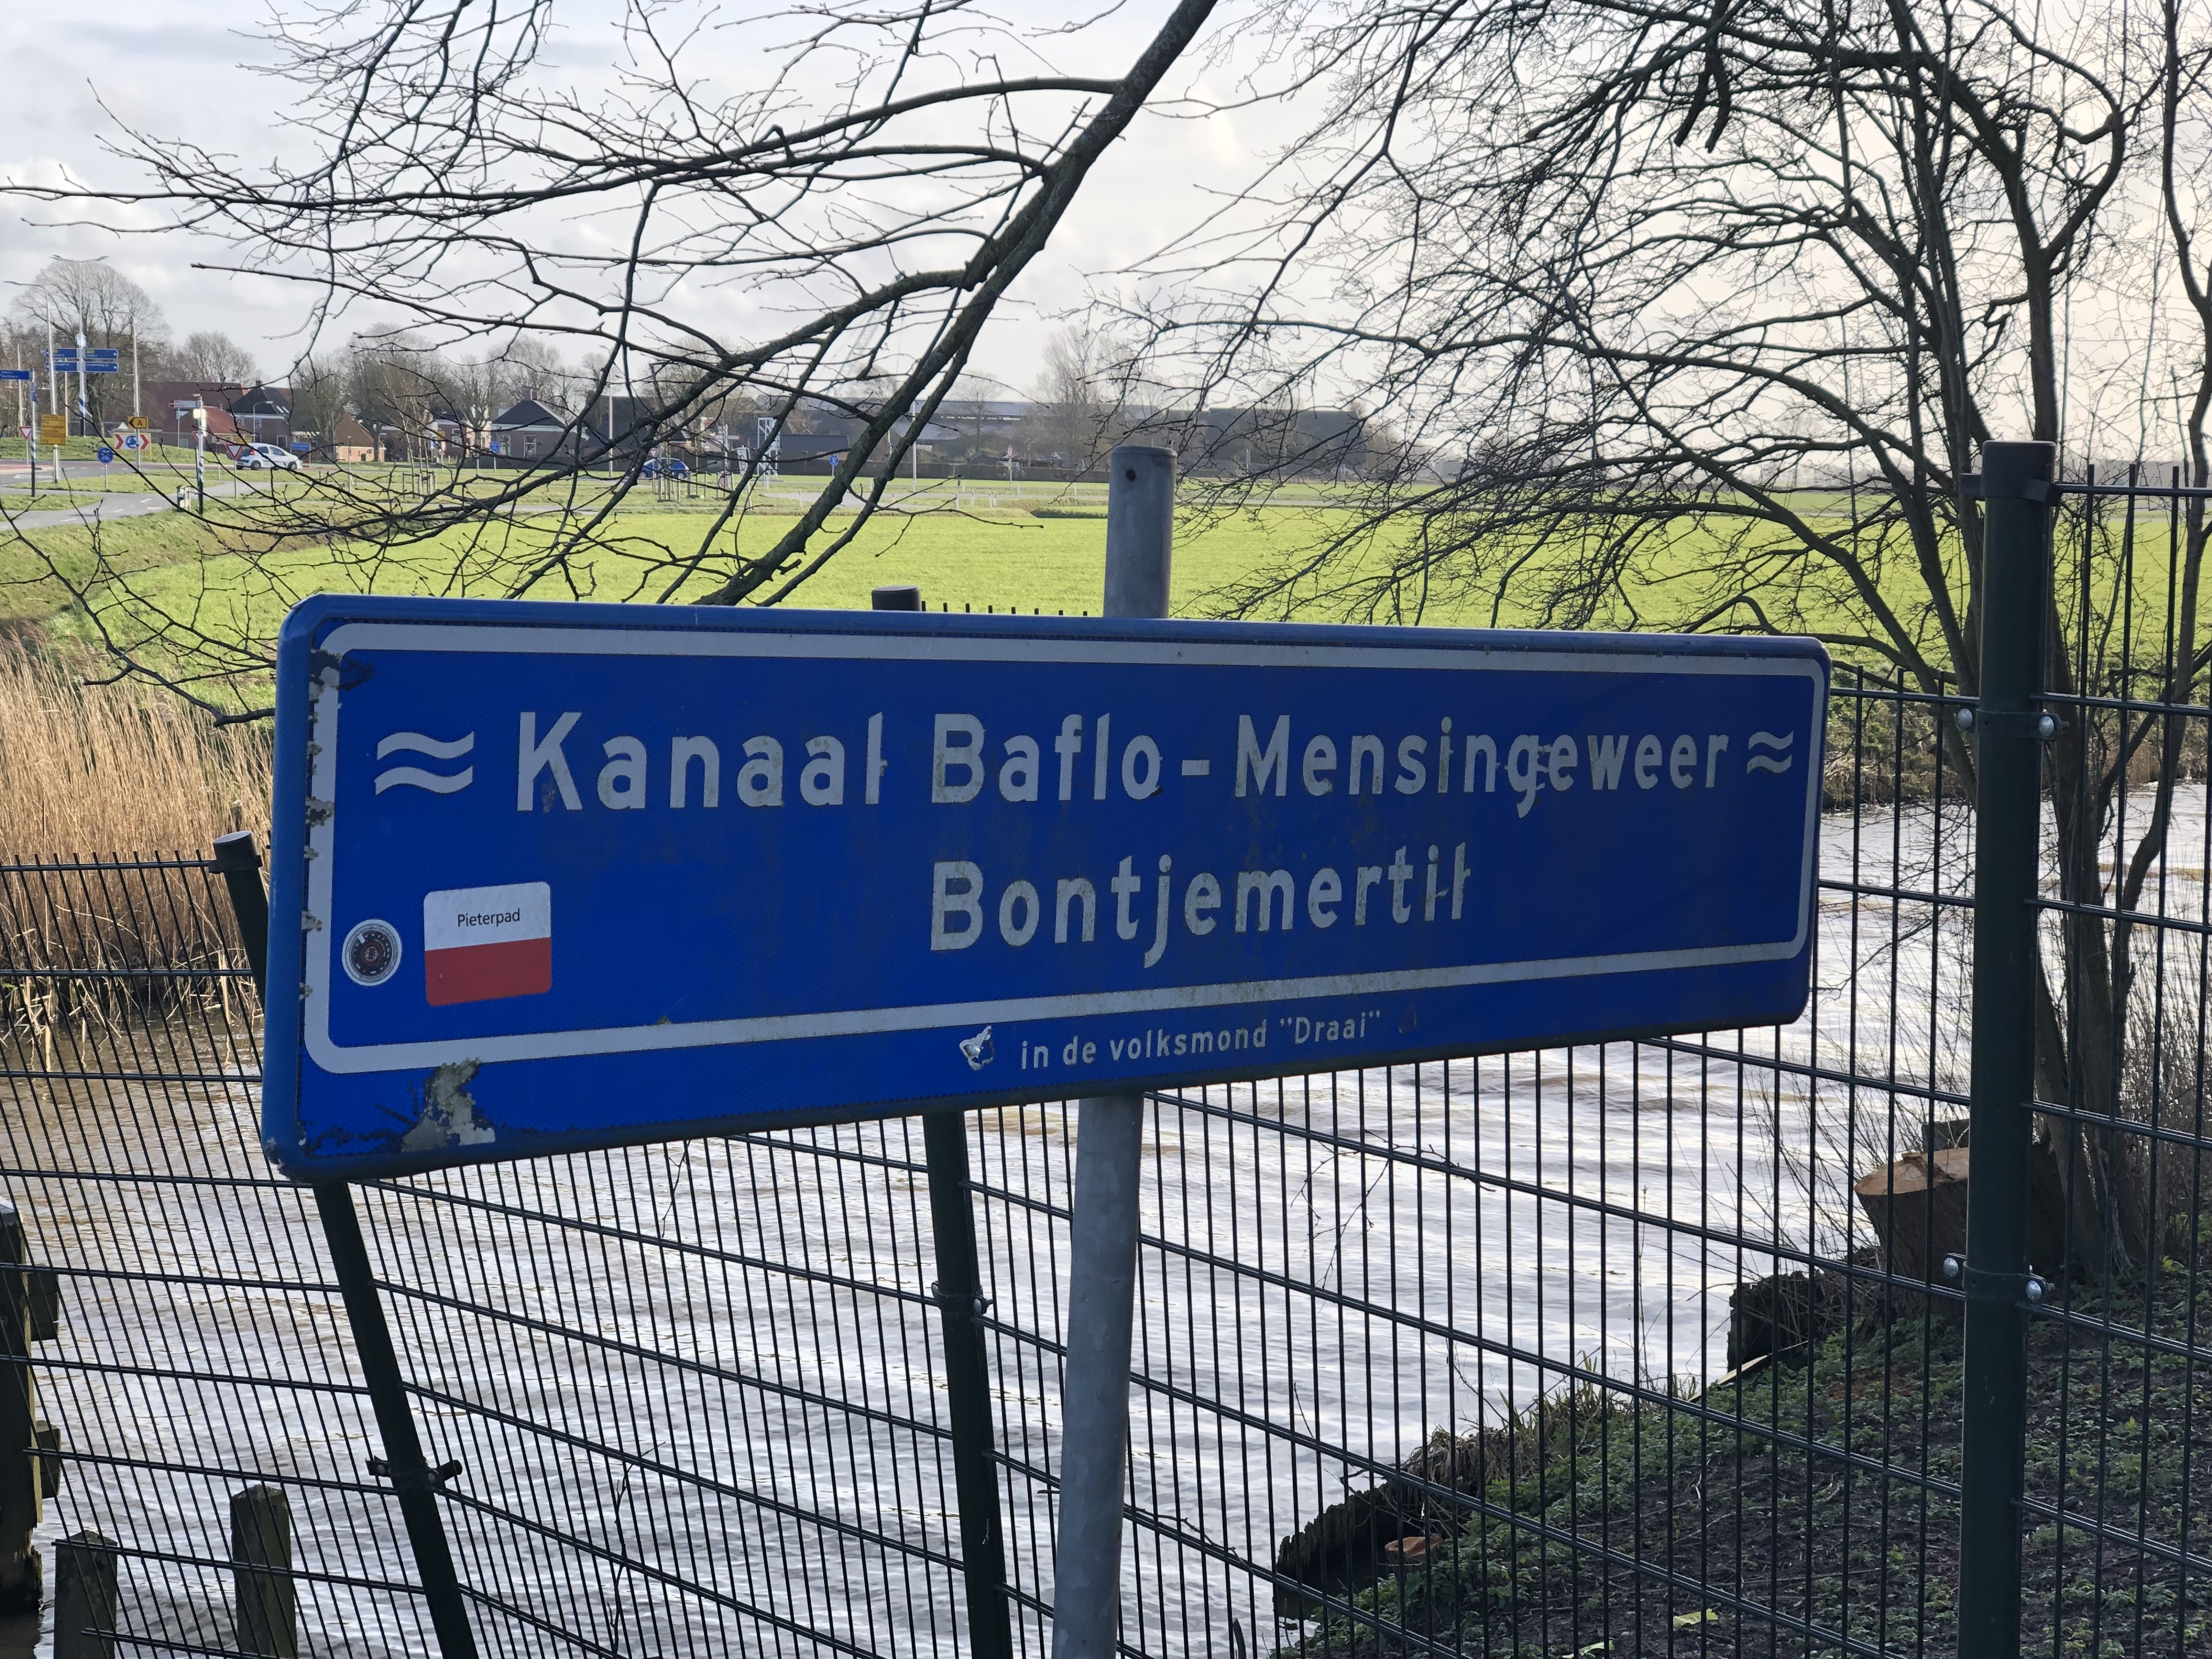 ≈ Kanaal Baflo - Mensingeweer ≈
Bontjemertil
Pieterpad
in de volksmond "Draai"
A